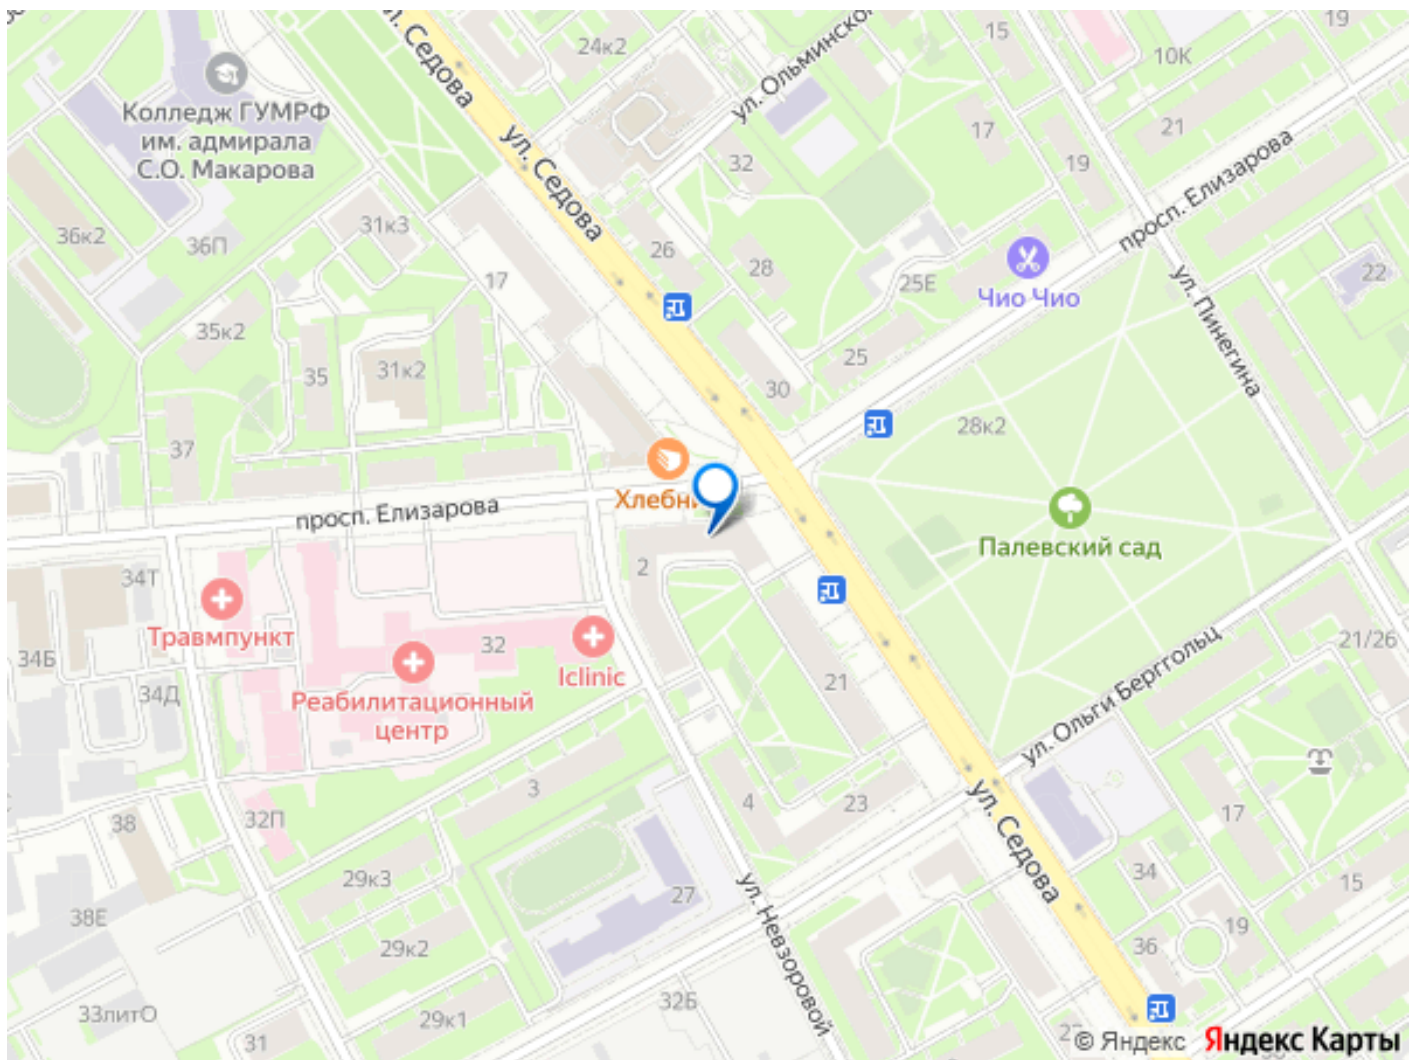 ул. Седова
24к2
ул. Ольминского
15
19
10К
Колледж ГУМРФ
им. адмирала
С.О. Макарова
ул. Седова
32
17
21
19
просп. Елизарова
36к2
36П
31к3
26
28
25Е
Чио Чио
22
17
ул. Пинегина
35к2
35
31к2
30
25
28к2
37
Хлебни
просп. Елизарова
Палевский сад
34Т
2
Травмпункт
32
Iclinic
34Б
34Д
Реабилитационный
центр
21
21/26
ул. Ольги Берггольц
3
4
23
ул. Седова
17
38
32П
29к3
27
34
15
38Е
29к2
ул. Невзоровой
36
19
33литО
29к1
32Б
31
© Яндекс Яндекс Карты